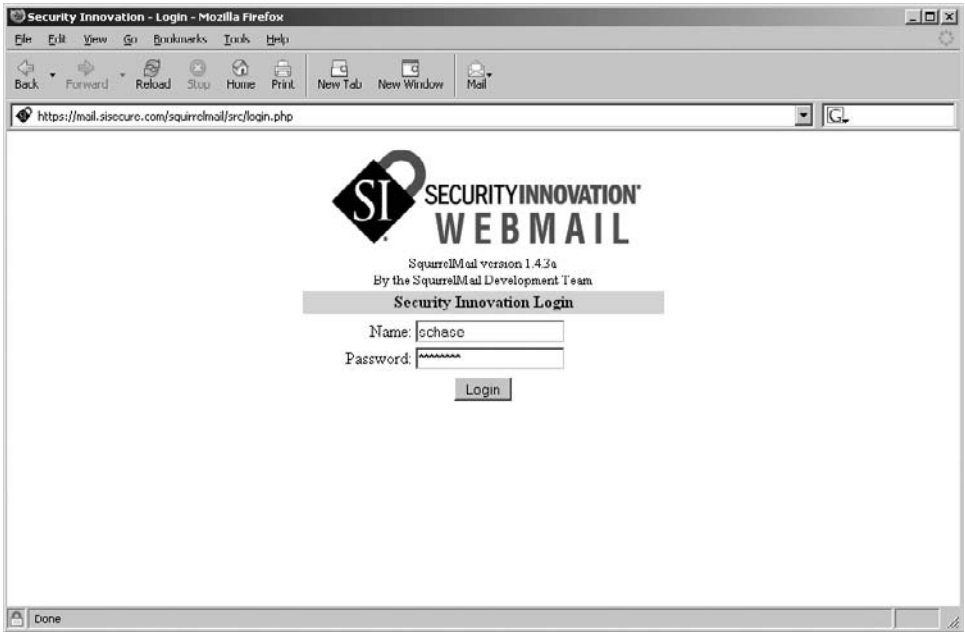 Security Innovation - Login - Mozilla Firefox
File Edit View Go Bookmarks Tools Help
Back Forward Reload Stop Home Print New Tab New Window Mail
https://mail.sisecure.com/squirrelmail/src/login.php
G
SI SECURITY INNOVATION
WEBMAIL
SquirrelMail version 1.4.3a
By the SquirrelMail Development Team
Security Innovation Login
Name: schase
Password: ********
Login
Done